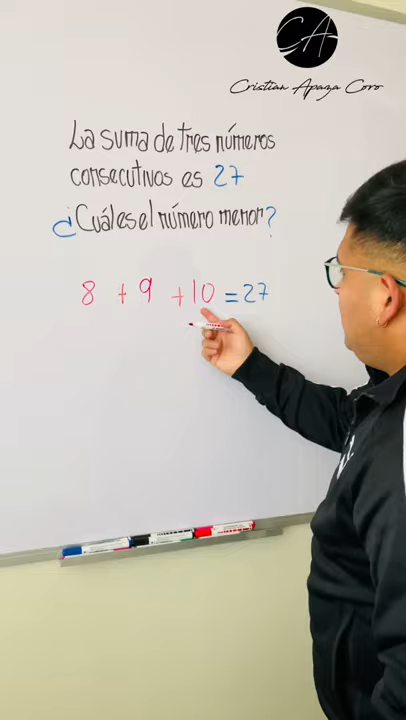 CA
Cristian Apaza Coro
La suma de tres números
consecutivos es 27
¿Cuál es el número menor?
8 + 9 + 10 = 27